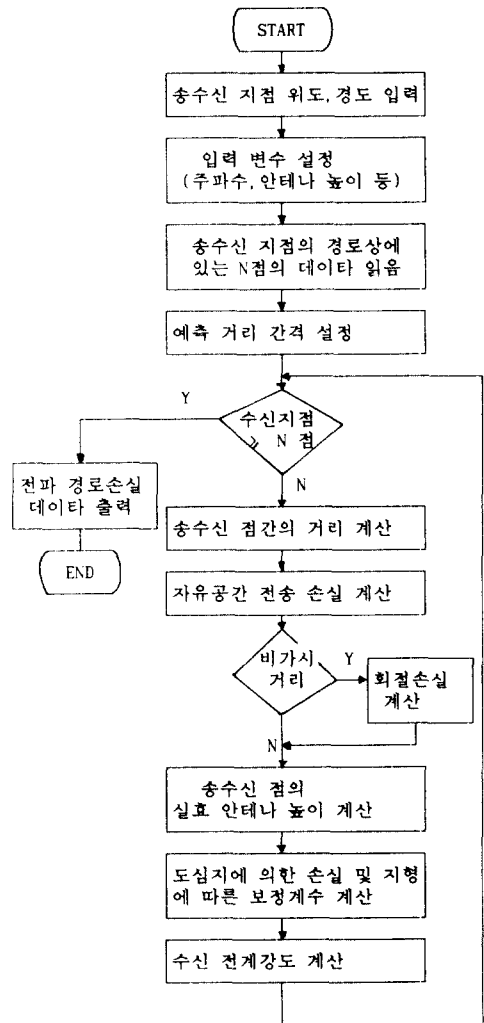 START
송수신 지점 위도,경도 입력
입력 변수 설정
(주파수,안테나 높이 등)
송수신 지점의 경로상에
있는 N점의 데이타 읽음
예측 거리 간격 설정
Y
수신지점
N 점
N
전파 경로손실
데이타 출력
END
송수신 점간의 거리 계산
자유공간 전송 손실 계산
비가시
거리
Y
회절손실
계산
N
송수신 점의
실효 안테나 높이 계산
도심지에 의한 손실 및 지형
에 따른 보정계수 계산
수신 전계강도 계산